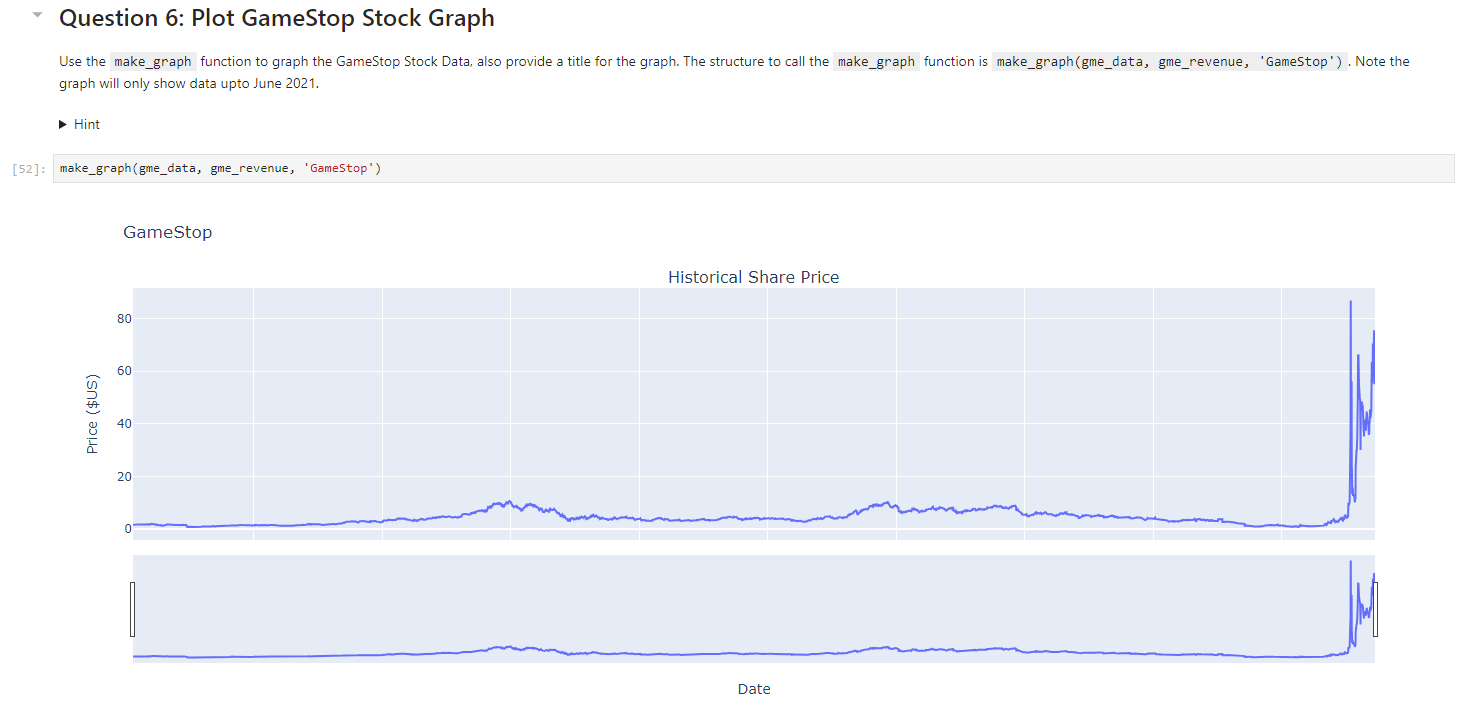 Question 6: Plot GameStop Stock Graph
Use the make_graph function to graph the GameStop Stock Data, also provide a title for the graph. The structure to call the make_graph function is make_graph(gme_data, gme_revenue, 'GameStop') . Note the
graph will only show data upto June 2021.
Hint
[52]: make_graph(gme_data, gme_revenue, 'GameStop')
GameStop
Historical Share Price
80
60
40
20
0
Price ($US)
Date